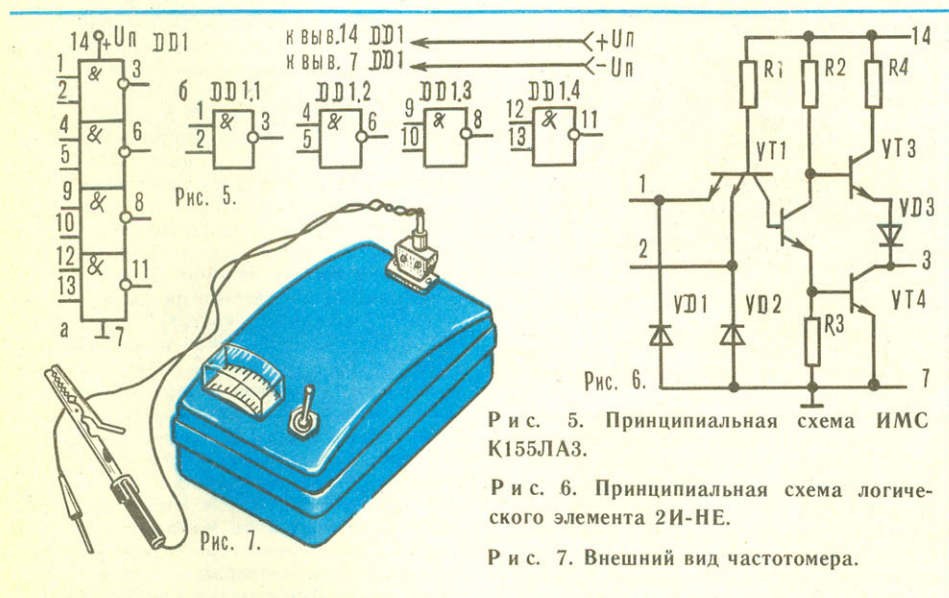 14 +Uп DD1
1 & 3
2
4 6
5
9 & 8
10
12 & 11
13
а 7
к выв.14 DD1 +Uп
к выв. 7 DD1 -Uп
б DD1,1 DD1,2 DD1,3 DD1,4
1 & 3 4 & 6 9 & 8 12 & 11
2 5 10 13
Рис. 5.
14
R1 R2 R4
VT1 VT3
1
VD3
2 3
VD1 VD2 VT4
R3
7
Рис. 6.
Рис. 7.
Рис. 5. Принципиальная схема ИМС
К155ЛА3.
Рис. 6. Принципиальная схема логиче-
ского элемента 2И-НЕ.
Рис. 7. Внешний вид частотомера.